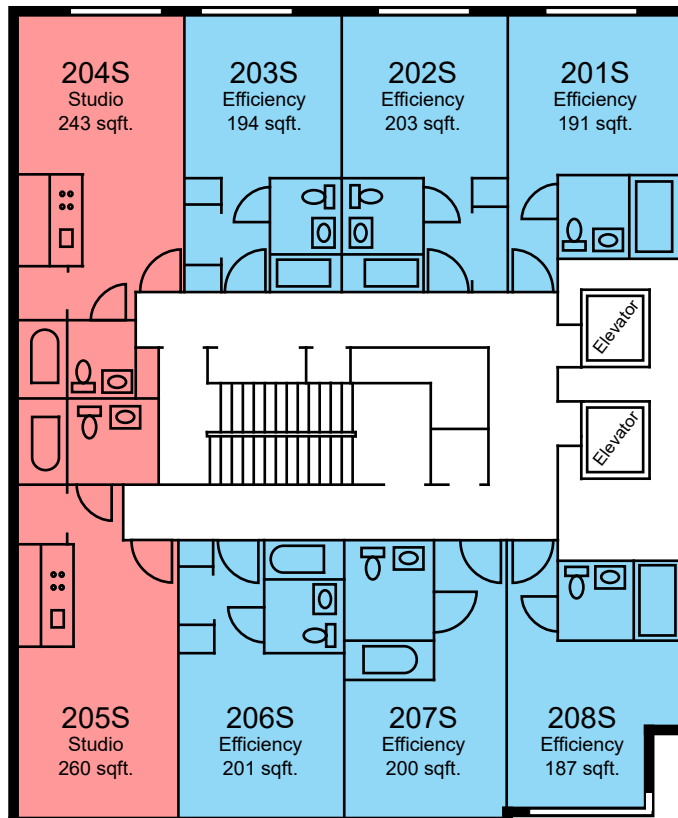 204S
Studio
243 sqft.
203S
Efficiency
194 sqft.
202S
Efficiency
203 sqft.
201S
Efficiency
191 sqft.
Elevator
Elevator
205S
Studio
260 sqft.
206S
Efficiency
201 sqft.
207S
Efficiency
200 sqft.
208S
Efficiency
187 sqft.